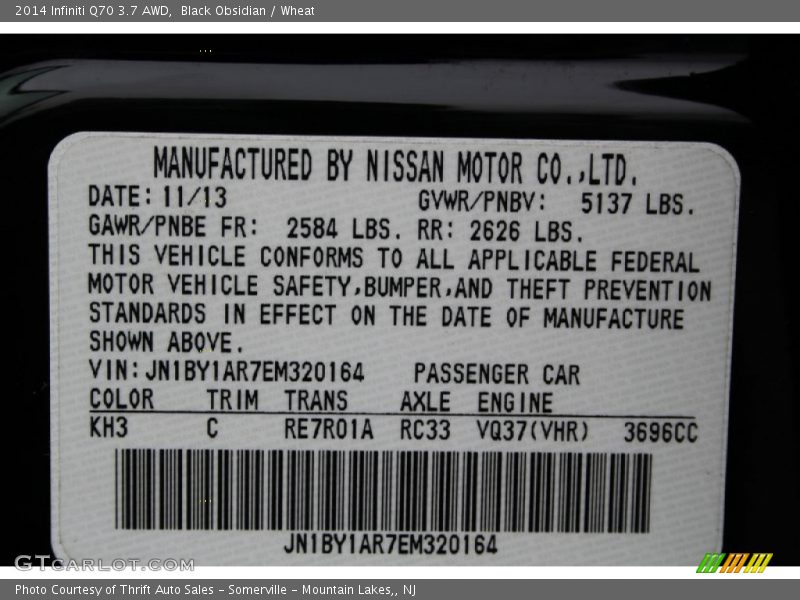 2014 Infiniti Q70 3.7 AWD,  Black Obsidian / Wheat
MANUFACTURED BY NISSAN MOTOR CO.,LTD.
DATE: 11/13 GVWR/PNBV: 5137 LBS.
GAWR/PNBE FR: 2584 LBS. RR: 2626 LBS.
THIS VEHICLE CONFORMS TO ALL APPLICABLE FEDERAL
MOTOR VEHICLE SAFETY,BUMPER,AND THEFT PREVENTION
STANDARDS IN EFFECT ON THE DATE OF MANUFACTURE
SHOWN ABOVE.
VIN: JN1BY1AR7EM320164 PASSENGER CAR
COLOR TRIM TRANS AXLE ENGINE
KH3 C RE7R01A RC33 VQ37(VHR) 3696CC
JN1BY1AR7EM320164
GTCARLOT.COM
Photo Courtesy of Thrift Auto Sales – Somerville – Mountain Lakes,, NJ